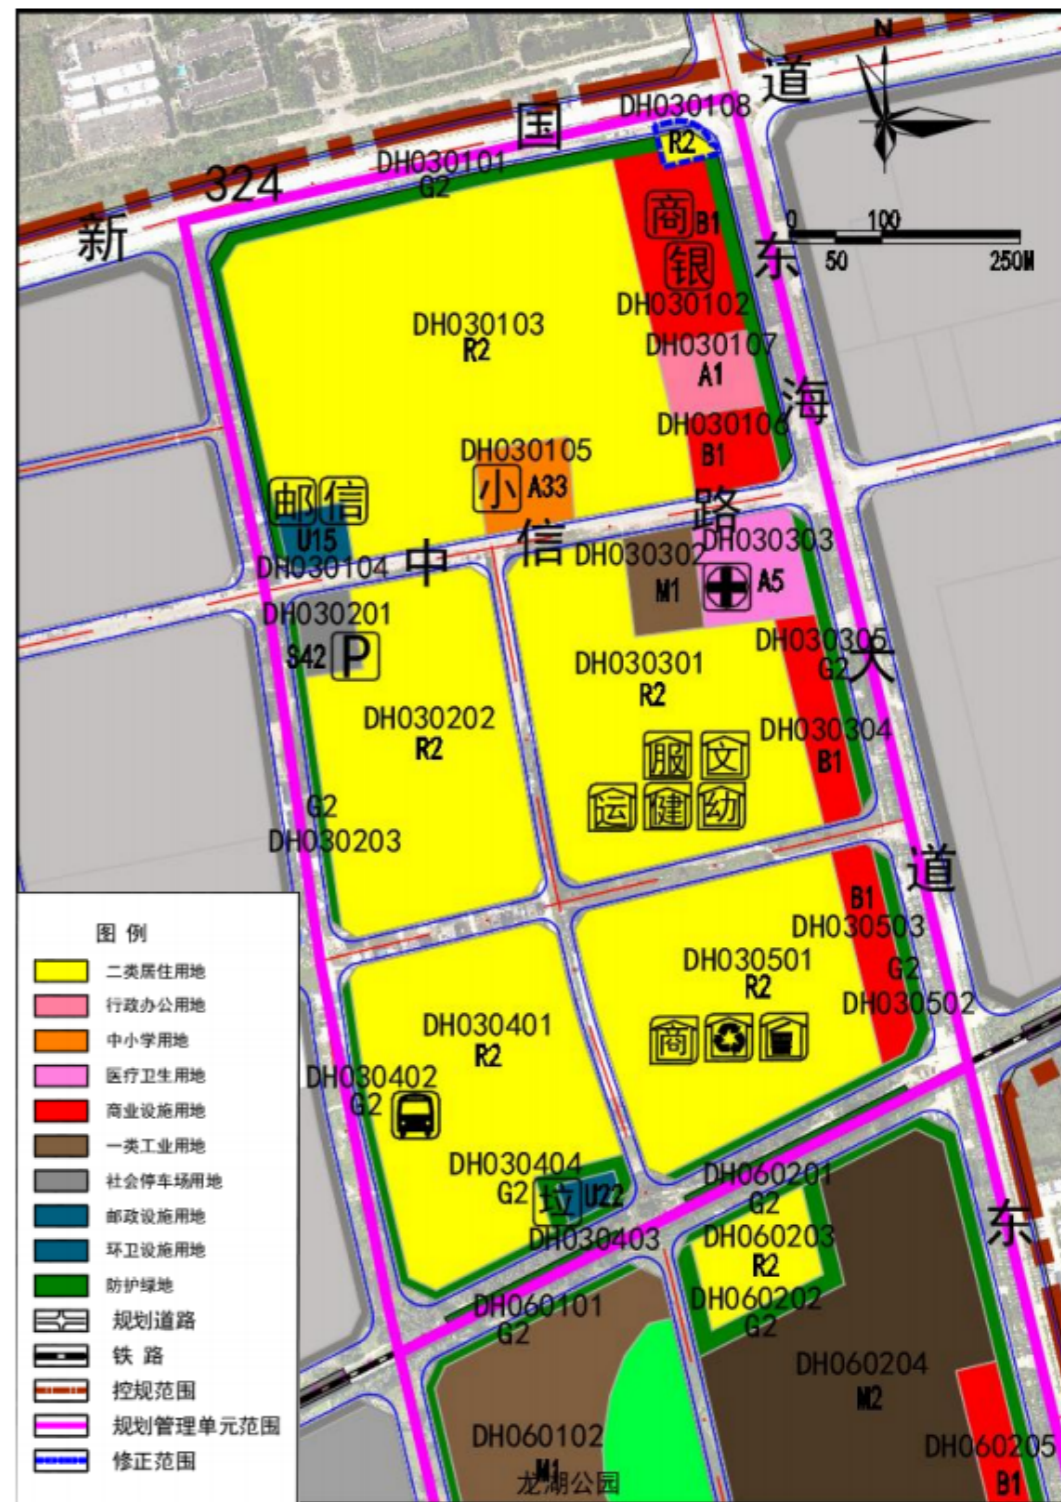 N
道
DH030108
国
R2
DH030101
G2
324
新
商
B1
银
0 100
50 250M
东
DH030102
DH030103
R2
DH030107
A1
海
DH030106
B1
DH030105
小
A33
路
邮 信
U15
信
中
DH030104
DH030302
M1
DH030303
A5
DH030201
S42 P
DH030305
G2
大
DH030301
R2
DH030202
R2
DH030304
B1
服 文
运 健 幼
G2
DH030203
道
B1
DH030503
G2
DH030502
DH030501
R2
商
DH030401
R2
DH030402
G2
DH030404
G2
垃
U22
DH030403
DH060201
G2
东
DH060203
R2
DH060202
G2
DH060101
G2
DH060204
M2
DH060102
M1
龙湖公园
DH060205
B1
图 例
二类居住用地
行政办公用地
中小学用地
医疗卫生用地
商业设施用地
一类工业用地
社会停车场用地
邮政设施用地
环卫设施用地
防护绿地
规划道路
铁 路
控规范围
规划管理单元范围
修正范围